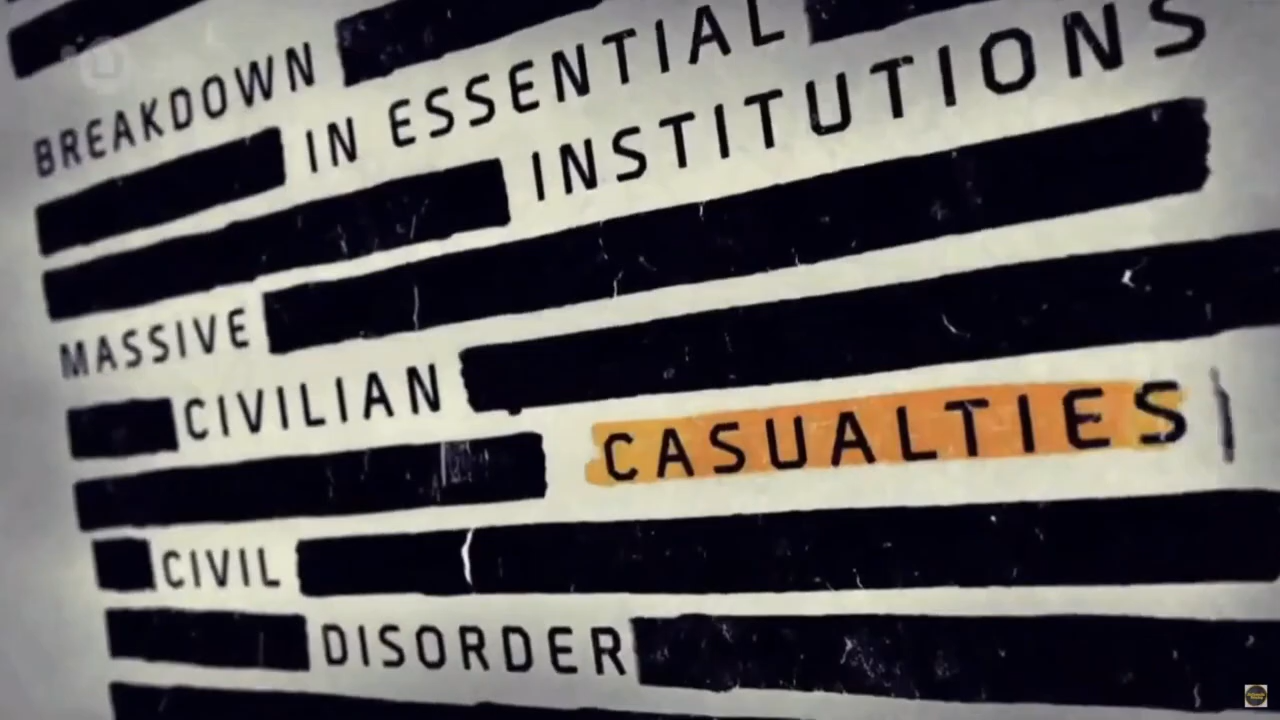 BREAKDOWN
IN ESSENTIAL
INSTITUTIONS
MASSIVE
CIVILIAN
CASUALTIES
CIVIL
DISORDER